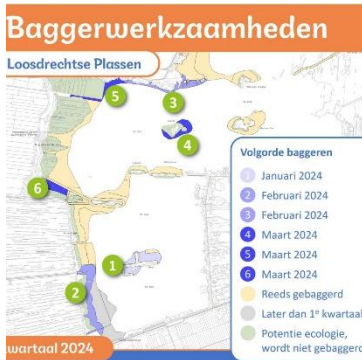 Baggerwerkzaamheden
Loosdrechtse Plassen
5
3
4
6
1
2
Volgorde baggeren
1 Januari 2024
2 Februari 2024
3 Februari 2024
4 Maart 2024
5 Maart 2024
6 Maart 2024
Reeds gebaggerd
Later dan 1e kwartaal
Potentie ecologie,
wordt niet gebaggerd
kwartaal 2024